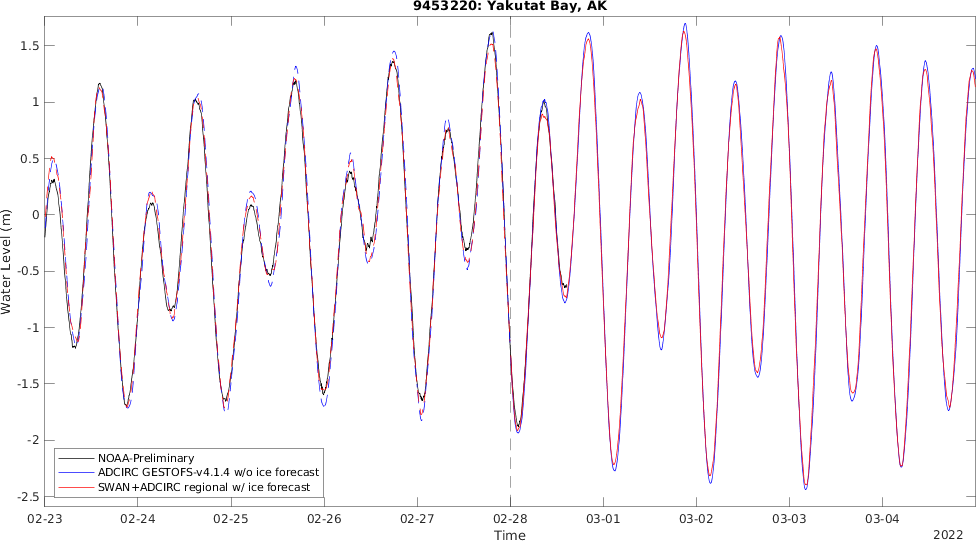 9453220: Yakutat Bay, AK
Water Level (m)
1.5
1
0.5
0
-0.5
-1
-1.5
-2
-2.5
NOAA-Preliminary
ADCIRC GESTOFS-v4.1.4 w/o ice forecast
SWAN+ADCIRC regional w/ ice forecast
02-23 02-24 02-25 02-26 02-27 02-28 03-01 03-02 03-03 03-04
Time
2022